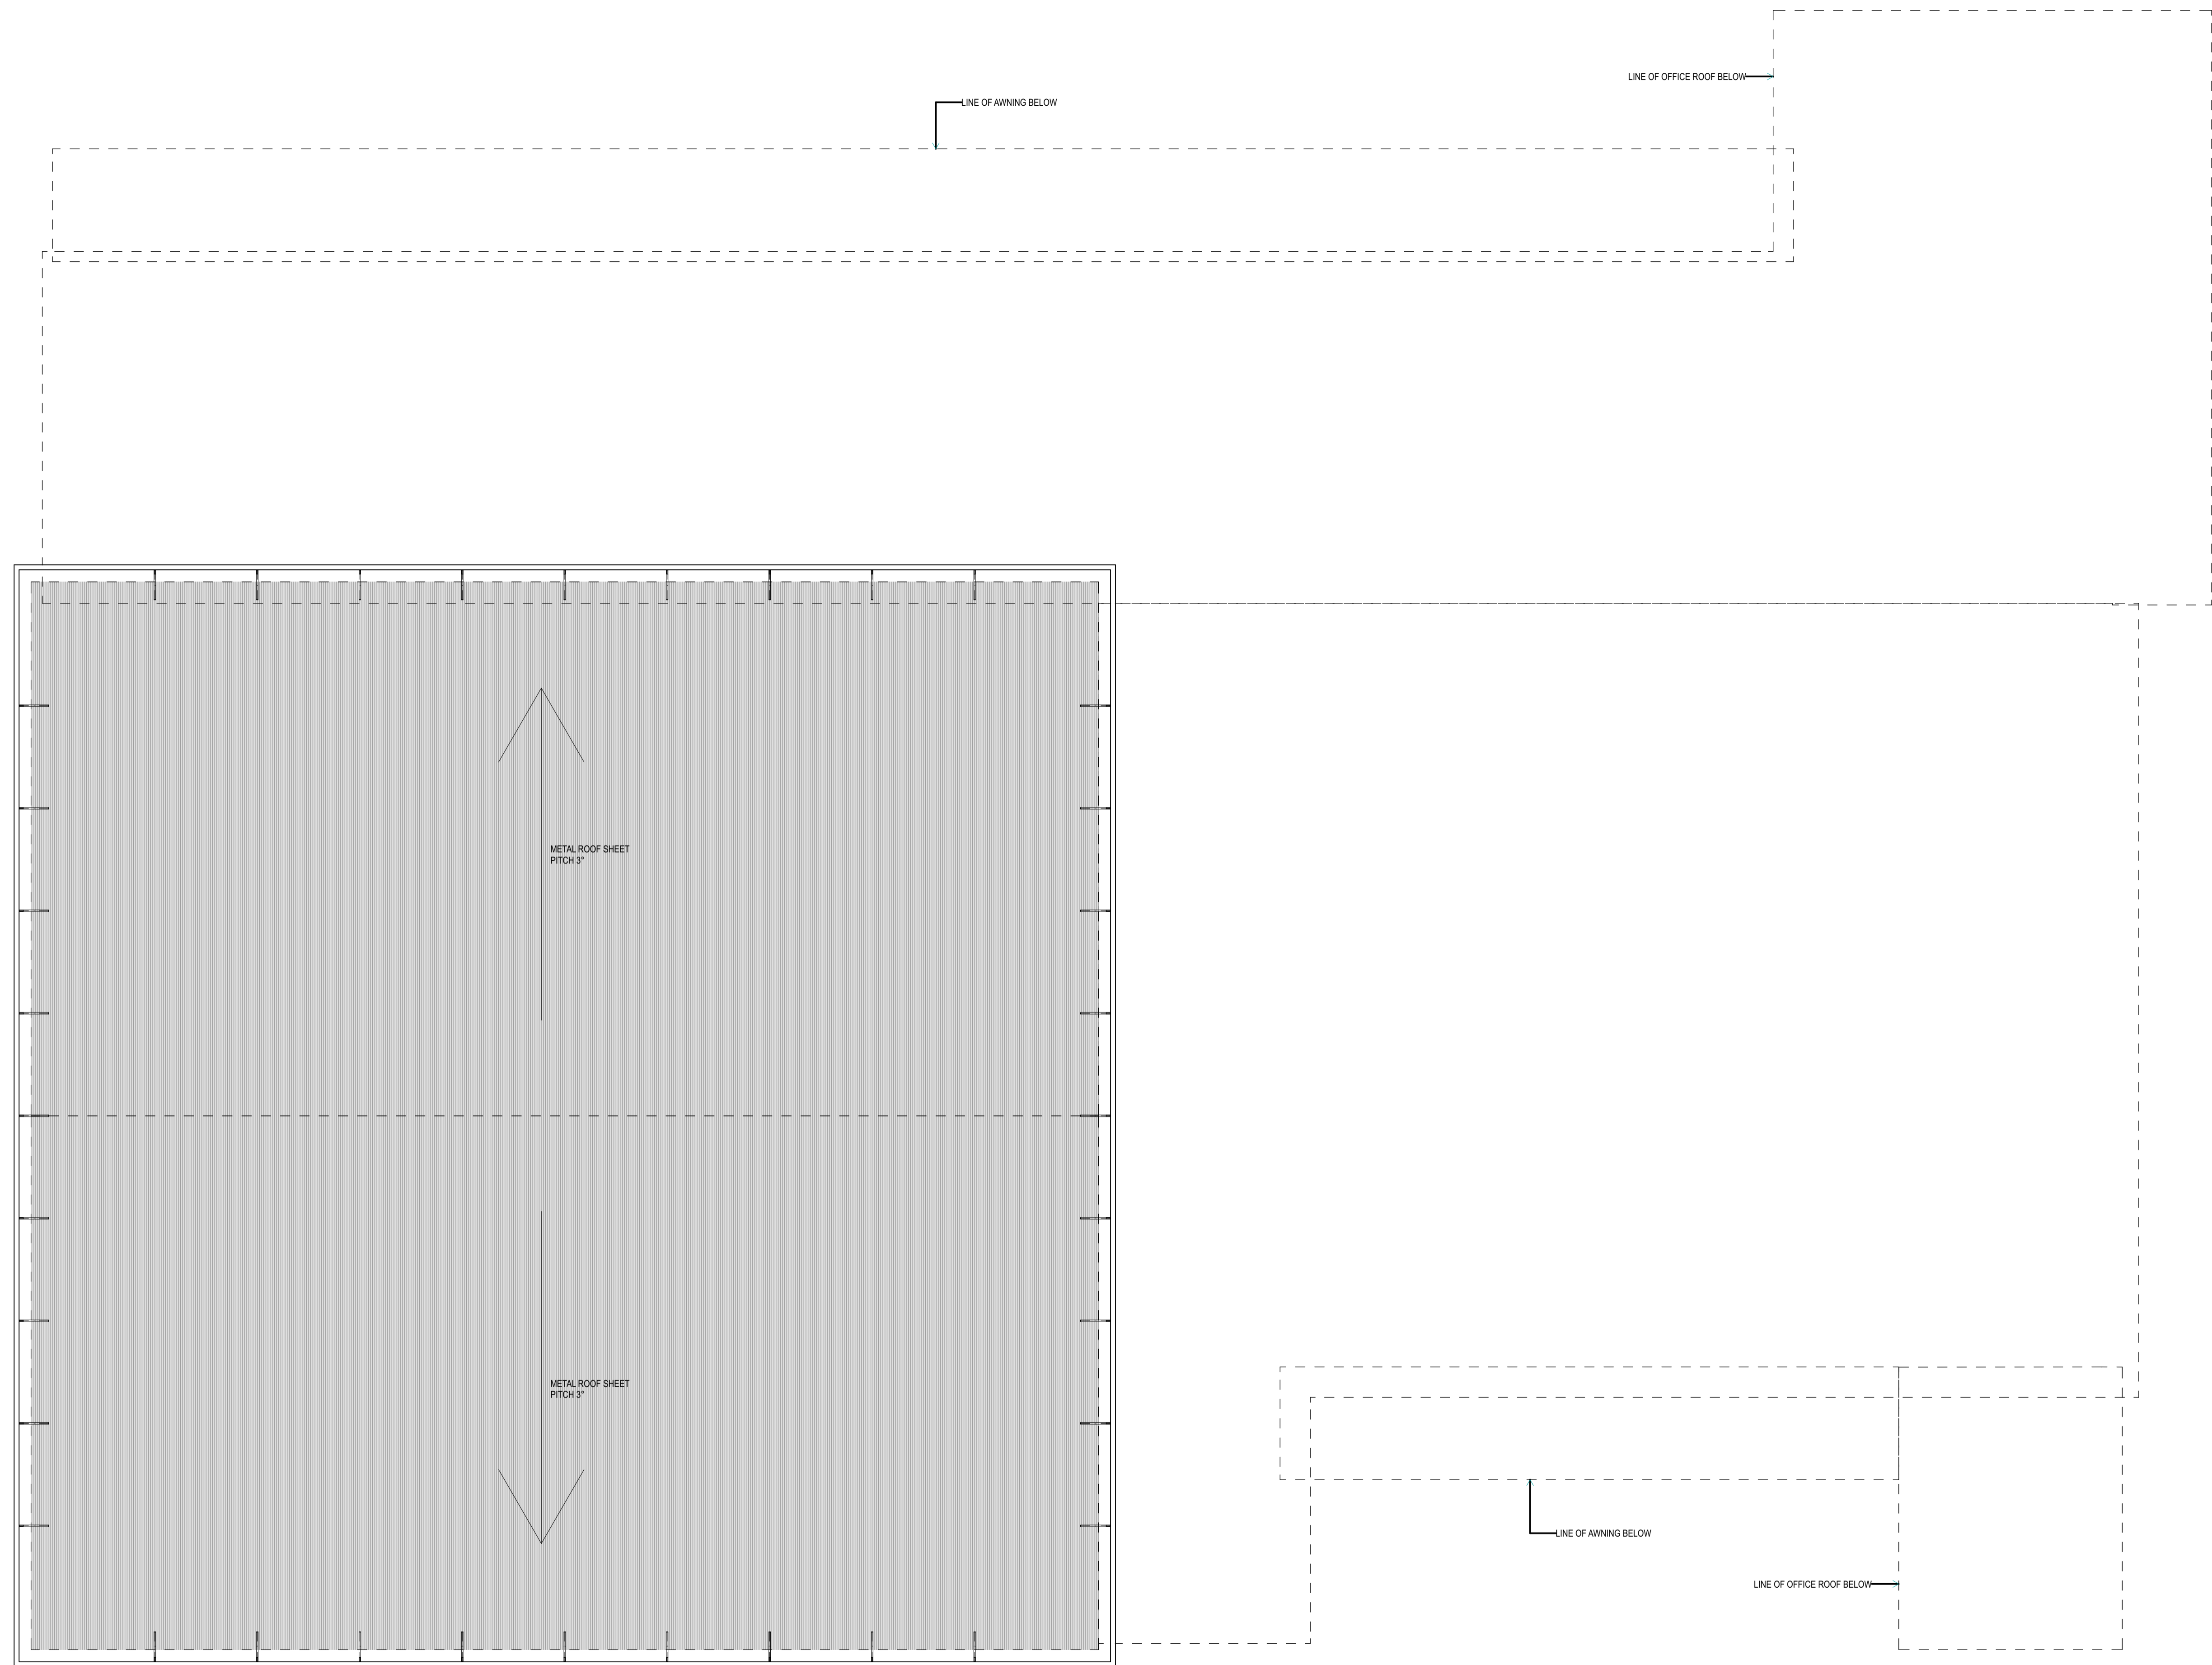 LINE OF OFFICE ROOF BELOW
LINE OF AWNING BELOW
METAL ROOF SHEET
PITCH 3°
METAL ROOF SHEET
PITCH 3°
LINE OF AWNING BELOW
LINE OF OFFICE ROOF BELOW